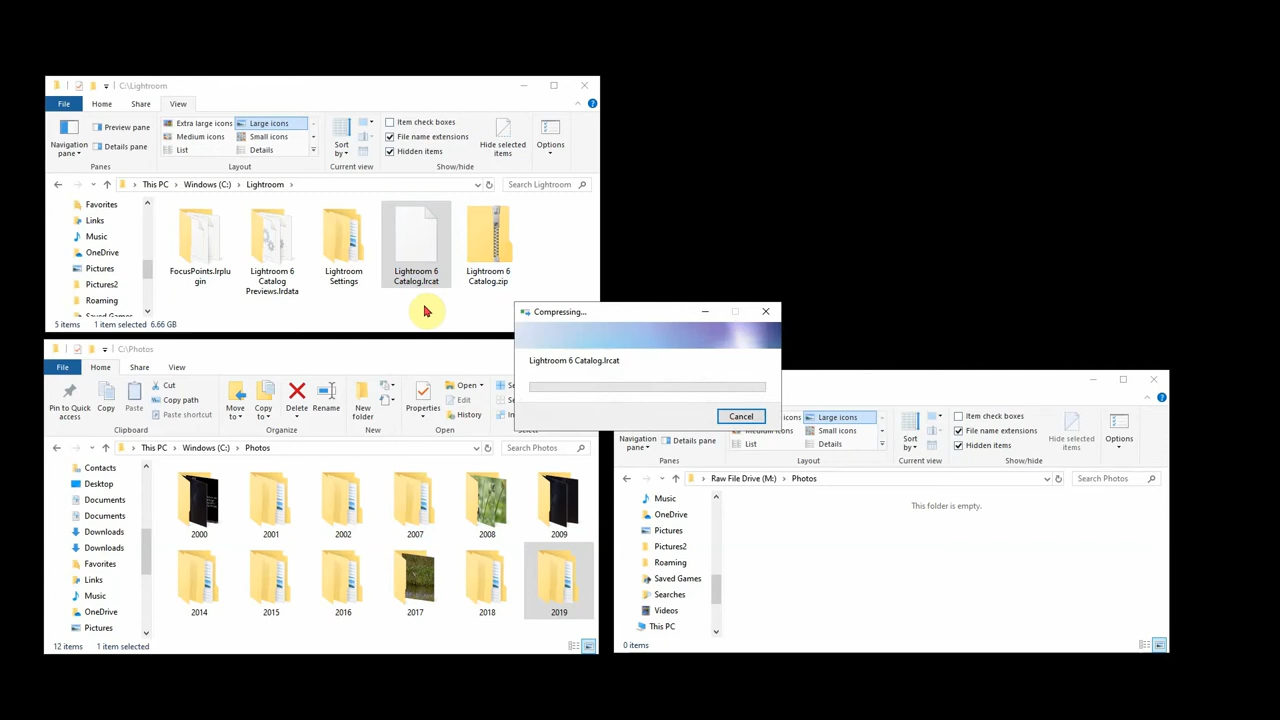 C:\Lightroom
File Home Share View
Navigation pane
Preview pane
Details pane
Panes
Extra large icons Large icons
Medium icons Small icons
List Details
Layout
Sort by
Current view
Item check boxes
File name extensions
Hidden items
Hide selected items
Show/hide
Options
This PC Windows (C:) Lightroom
Search Lightroom
Favorites
Links
Music
OneDrive
Pictures
Pictures2
Roaming
Saved Games
FocusPoints.lrplu
gin
Lightroom 6
Catalog
Previews.lrdata
Lightroom
Settings
Lightroom 6
Catalog.lrcat
Lightroom 6
Catalog.zip
5 items 1 item selected 6.66 GB
Compressing...
Lightroom 6 Catalog.lrcat
Cancel
C:\Photos
File Home Share View
Pin to Quick access
Copy
Paste
Cut
Copy path
Paste shortcut
Clipboard
Move to
Copy to
Delete
Rename
Organize
New folder
New
Properties
Open
Edit
History
Open
This PC Windows (C:) Photos
Search Photos
Contacts
Desktop
Documents
Documents
Downloads
Downloads
Favorites
Links
Music
OneDrive
Pictures
2000 2001 2002 2007 2008 2009
2014 2015 2016 2017 2018 2019
12 items 1 item selected
Navigation
pane
Details pane
Panes
icons Large icons
Medium icons Small icons
List Details
Layout
Sort
by
Current view
Item check boxes
File name extensions
Hidden items
Hide selected
items
Show/hide
Options
Raw File Drive (M:) Photos
Search Photos
Music
OneDrive
Pictures
Pictures2
Roaming
Saved Games
Searches
Videos
This PC
This folder is empty.
0 items